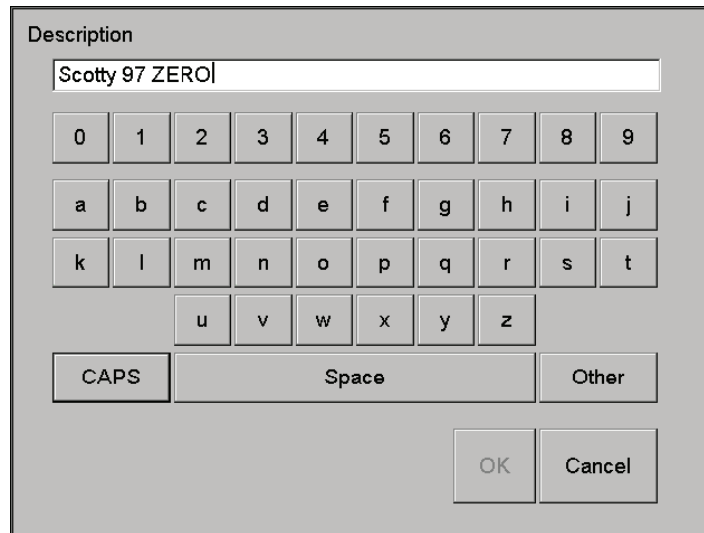 Description
Scotty 97 ZERO
0 1 2 3 4 5 6 7 8 9
a b c d e f g h i j
k l m n o p q r s t
u v w x y z
CAPS Space Other
OK Cancel